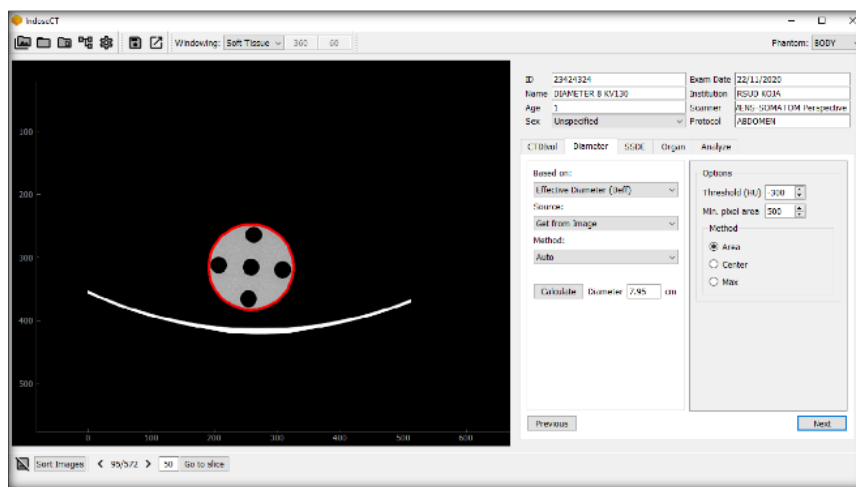 IndoseCT
Windowing: Soft Tissue 360 60 Phantom: BODY
ID 23424324 Exam Date 22/11/2020
Name DIAMETER 8 KV130 Institution RSUD KOJA
Age 1 Scanner MENS-SOMATOM Perspective
Sex Unspecified Protocol ABDOMEN
CTDIvol Diameter SSDE Organ Analyze
Based on: Options
Effective Diameter (Deff) Threshold (HU) -300
Source: Min. pixel area 500
Get from Image Method
Method: Area
Auto Center
Max
Calculate Diameter 7.95 cm
100
200
300
400
500
0 100 200 300 400 500 600
Previous Next
Sort Images 95/572 50 Go to slice